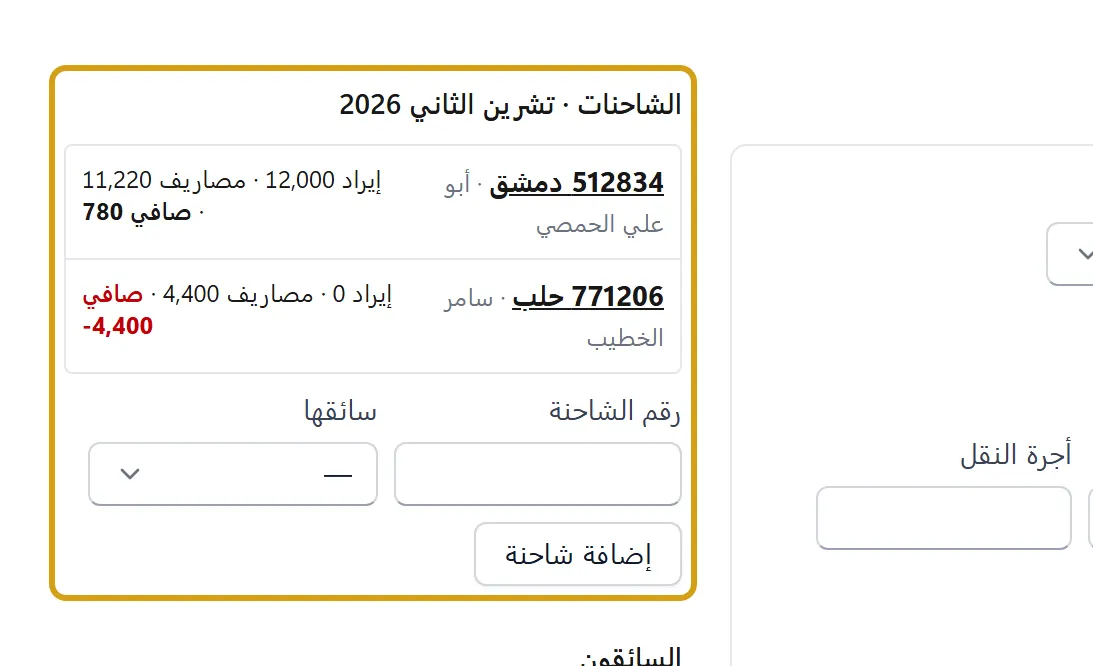 الشاحنات · تشرين الثاني 2026
512834 دمشق · أبو
علي الحمصي
إيراد 12,000 · مصاريف 11,220
· صافي 780
771206 حلب · سامر
الخطيب
إيراد 0 · مصاريف 4,400 · صافي
-4,400
رقم الشاحنة
سائقها
—
إضافة شاحنة
أجرة النقل
السائقون